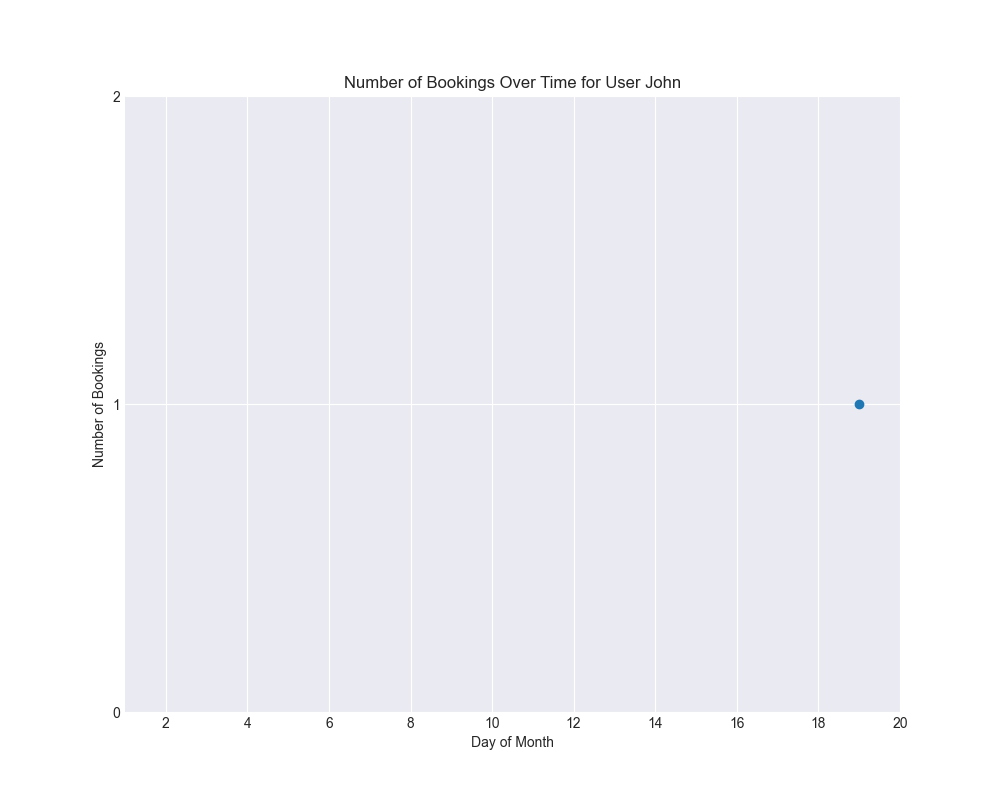 Number of Bookings Over Time for User John
2
1
0
Number of Bookings
2 4 6 8 10 12 14 16 18 20
Day of Month